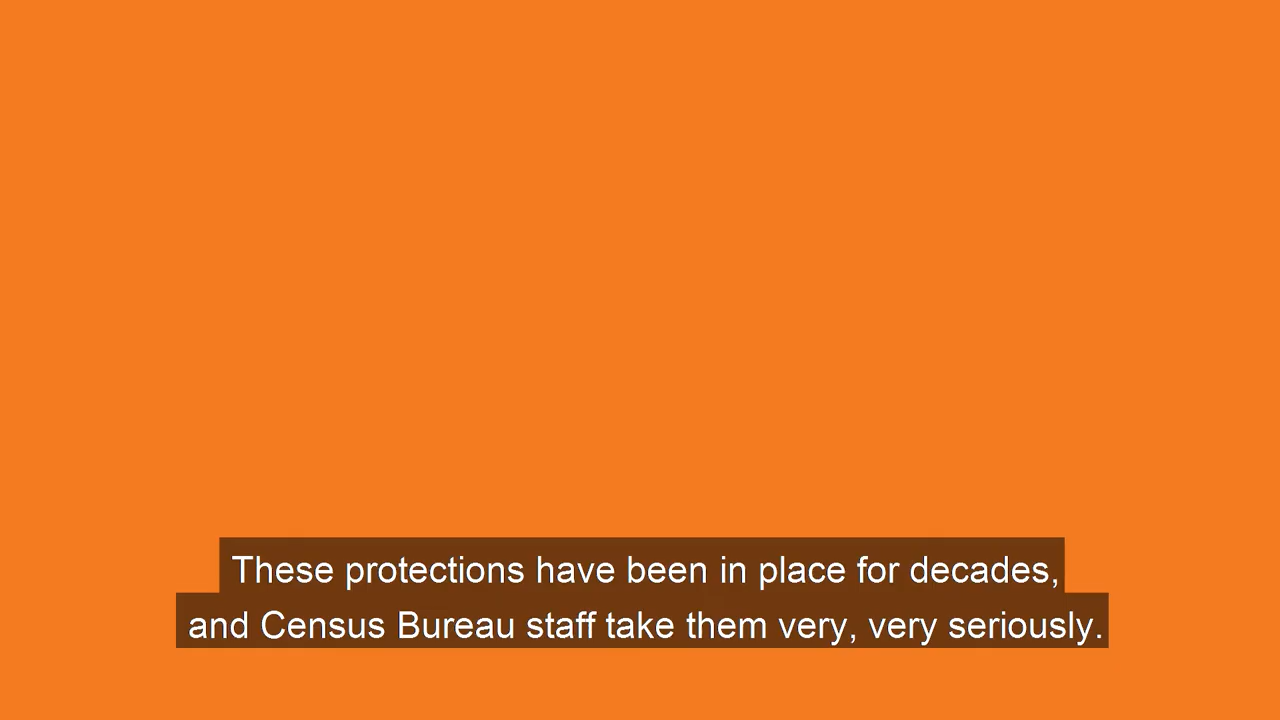 These protections have been in place for decades,
and Census Bureau staff take them very, very seriously.